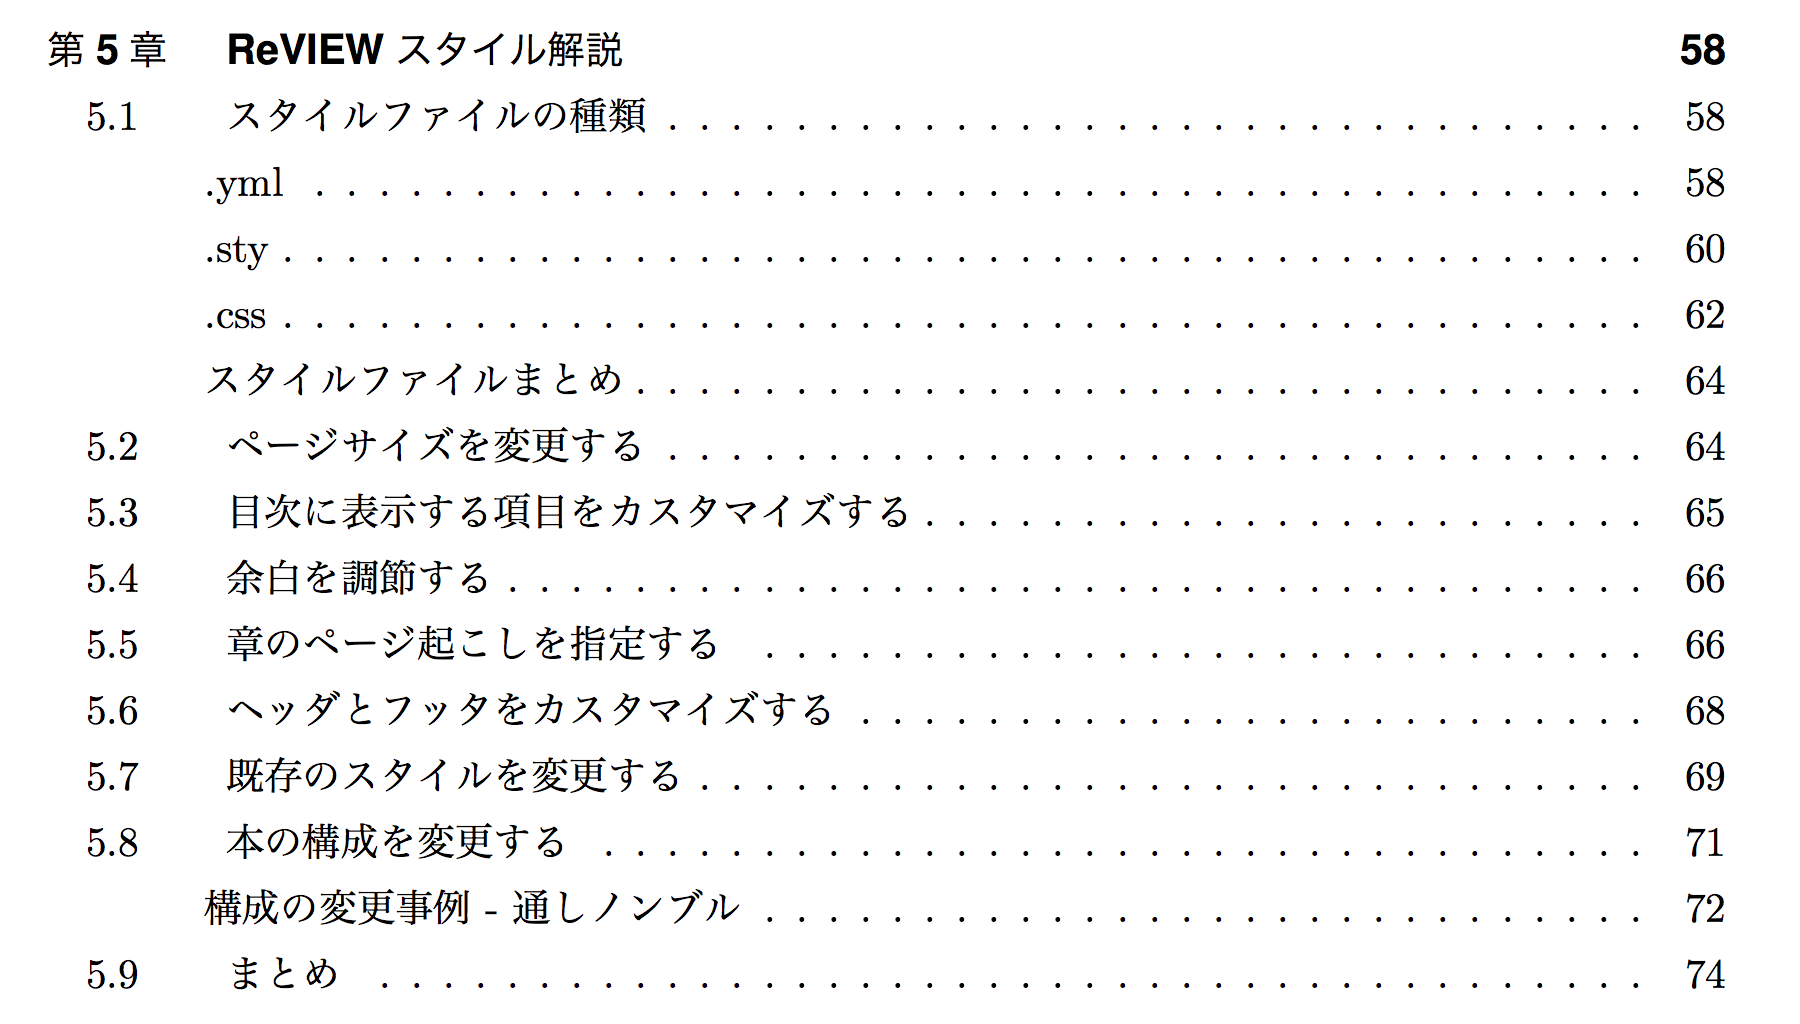 第 5 章 ReVIEW スタイル解説 58
5.1 スタイルファイルの種類 . . . . . . . . . . . . . . . . . . . . . . . . . . . . . . . 58
.yml . . . . . . . . . . . . . . . . . . . . . . . . . . . . . . . . . . . . . . . . . . 58
.sty . . . . . . . . . . . . . . . . . . . . . . . . . . . . . . . . . . . . . . . . . . . 60
.css . . . . . . . . . . . . . . . . . . . . . . . . . . . . . . . . . . . . . . . . . . . 62
スタイルファイルまとめ . . . . . . . . . . . . . . . . . . . . . . . . . . . . . . . . 64
5.2 ページサイズを変更する . . . . . . . . . . . . . . . . . . . . . . . . . . . . . . . 64
5.3 目次に表示する項目をカスタマイズする . . . . . . . . . . . . . . . . . . . . . . . 65
5.4 余白を調節する . . . . . . . . . . . . . . . . . . . . . . . . . . . . . . . . . . . . 66
5.5 章のページ起こしを指定する . . . . . . . . . . . . . . . . . . . . . . . . . . . . 66
5.6 ヘッダとフッタをカスタマイズする . . . . . . . . . . . . . . . . . . . . . . . . . 68
5.7 既存のスタイルを変更する . . . . . . . . . . . . . . . . . . . . . . . . . . . . . . 69
5.8 本の構成を変更する . . . . . . . . . . . . . . . . . . . . . . . . . . . . . . . . . 71
構成の変更事例 - 通しノンブル . . . . . . . . . . . . . . . . . . . . . . . . . . . . 72
5.9 まとめ . . . . . . . . . . . . . . . . . . . . . . . . . . . . . . . . . . . . . . . . 74